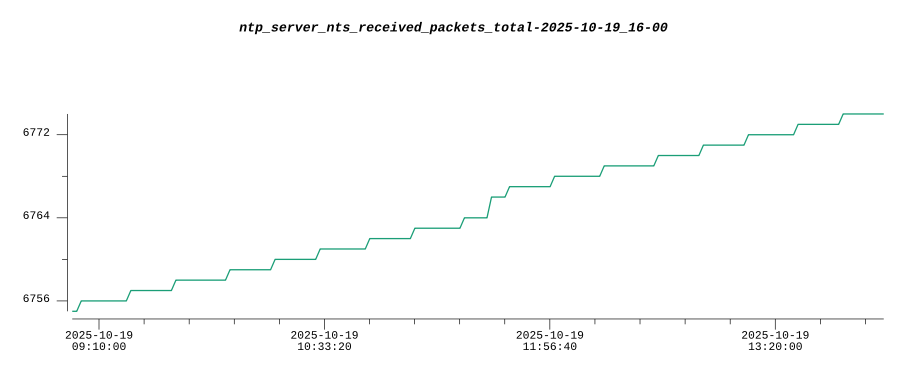 ntp_server_nts_received_packets_total-2025-10-19_16-00
6772
6764
6756
2025-10-19 2025-10-19 2025-10-19 2025-10-19
09:10:00 10:33:20 11:56:40 13:20:00